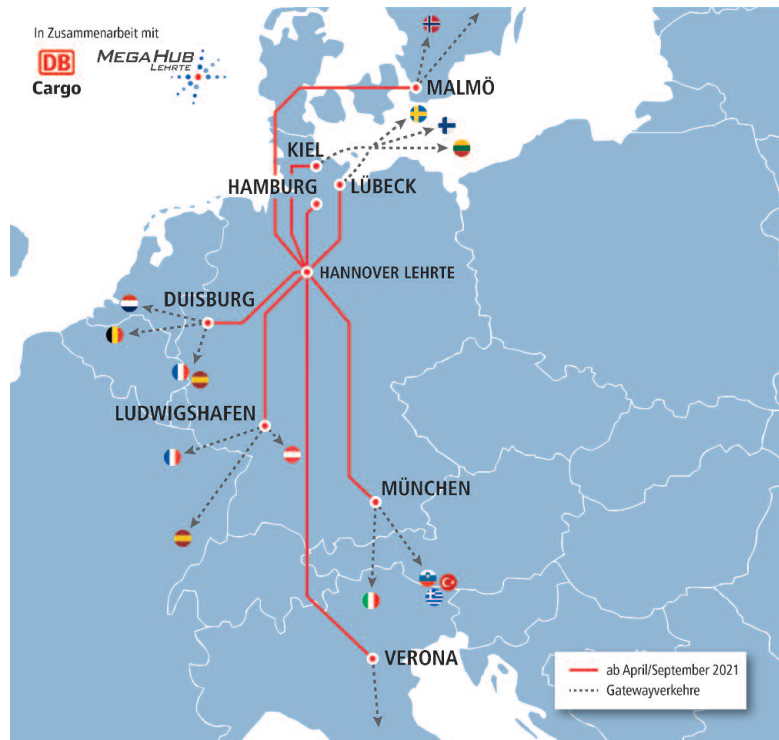 In Zusammenarbeit mit
DB
Cargo
MEGAHUB
LEHRTE
MALMÖ
KIEL
HAMBURG
LÜBECK
HANNOVER LEHRTE
DUISBURG
LUDWIGSHAFEN
MÜNCHEN
VERONA
ab April/September 2021
Gatewayverkehre